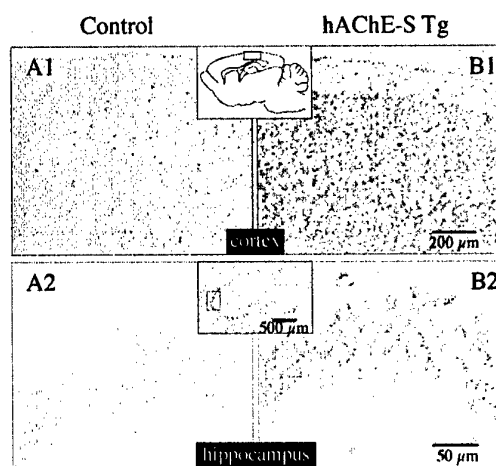 Control hAChE-S Tg
A1 B1
cortex
200 µm
A2 B2
500 µm
hippocampus
50 µm